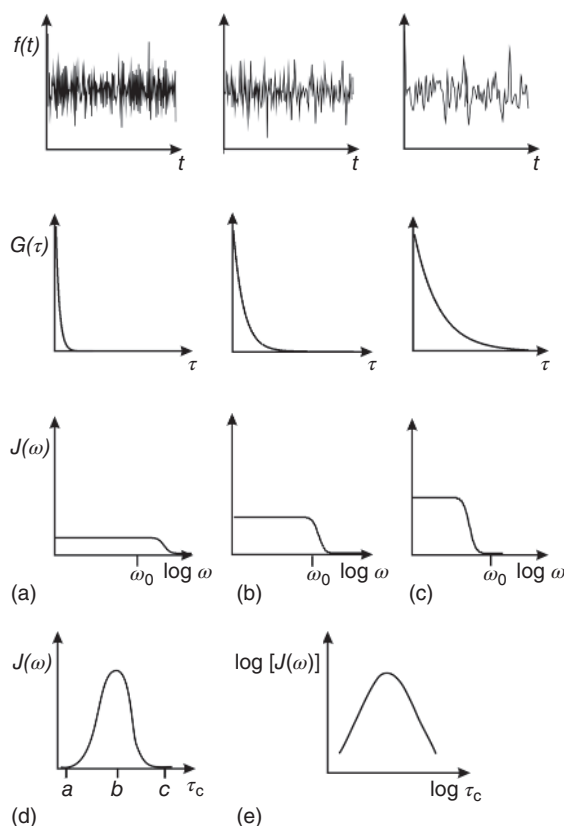 f(t)
t t t
G(τ)
τ τ τ
J(ω)
ω₀ log ω ω₀ log ω ω₀ log ω
(a) (b) (c)
J(ω) log [J(ω)]
a b c τc log τc
(d) (e)